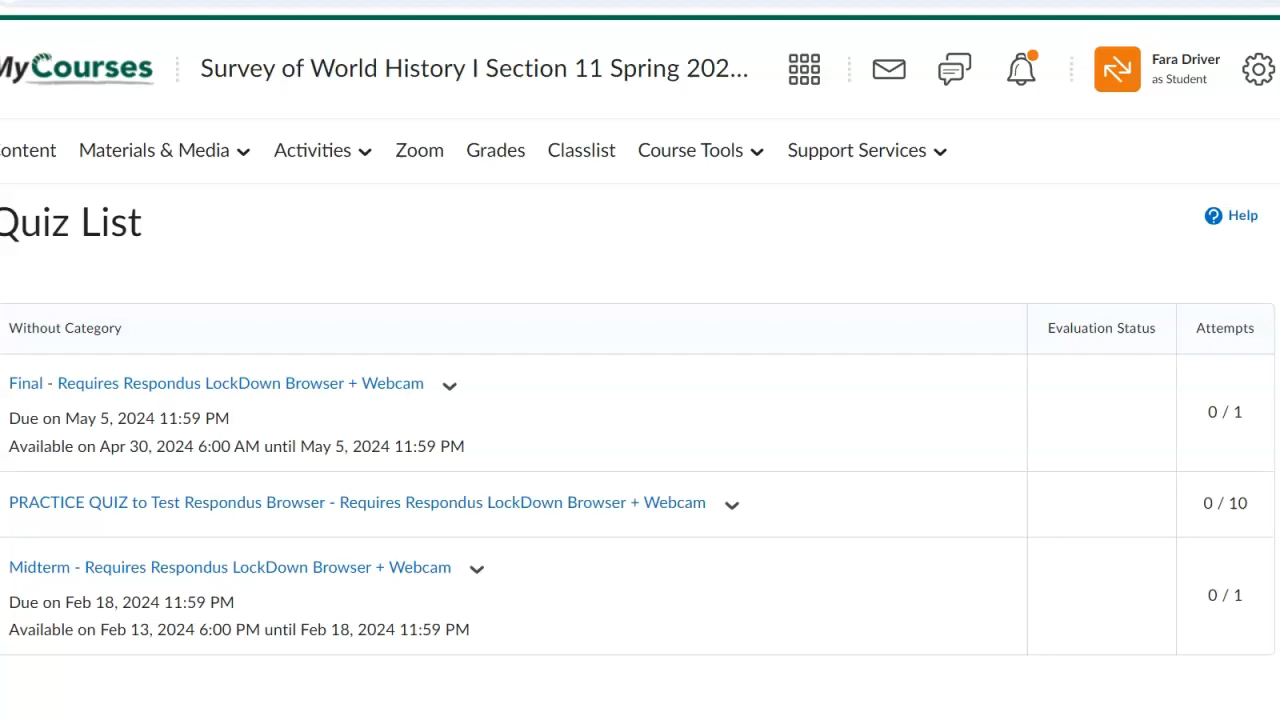 MyCourses
Survey of World History I Section 11 Spring 202...
Fara Driver
as Student
ontent Materials & Media Activities Zoom Grades Classlist Course Tools Support Services
Quiz List
Help
Without Category Evaluation Status Attempts
Final - Requires Respondus LockDown Browser + Webcam
Due on May 5, 2024 11:59 PM
0 / 1
Available on Apr 30, 2024 6:00 AM until May 5, 2024 11:59 PM
PRACTICE QUIZ to Test Respondus Browser - Requires Respondus LockDown Browser + Webcam 0 / 10
Midterm - Requires Respondus LockDown Browser + Webcam
Due on Feb 18, 2024 11:59 PM
0 / 1
Available on Feb 13, 2024 6:00 PM until Feb 18, 2024 11:59 PM